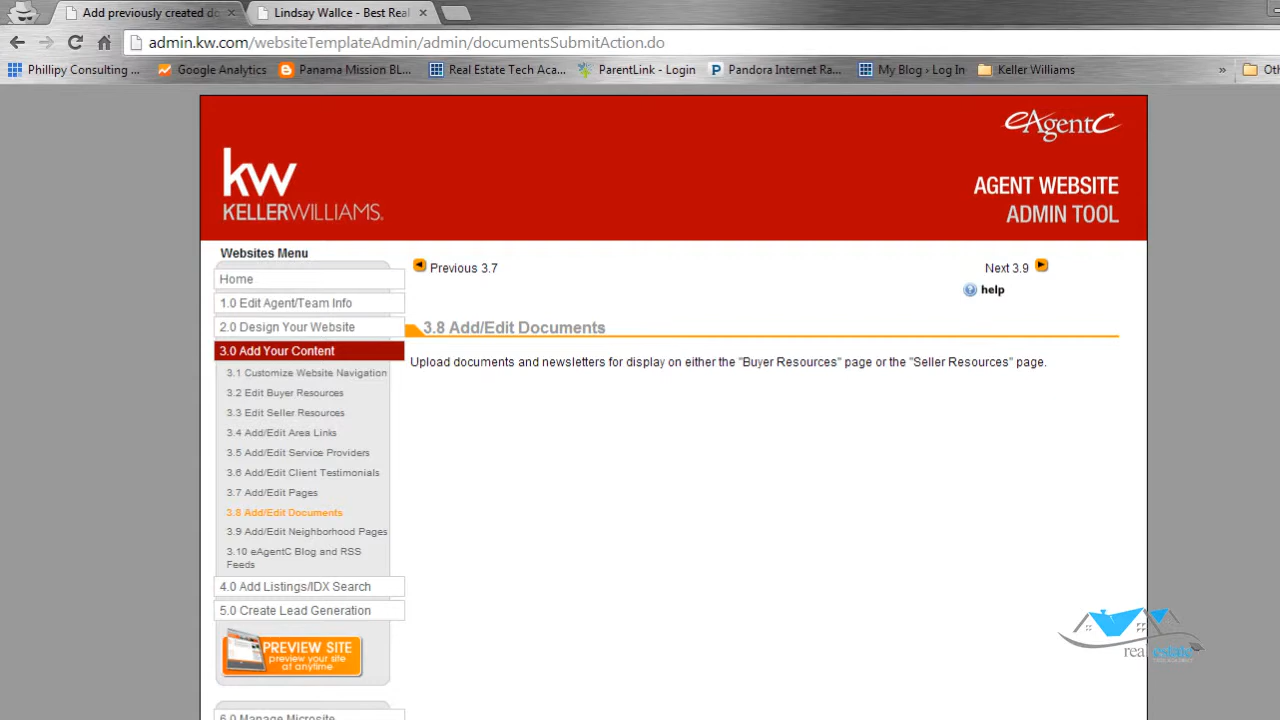 Add previously created do
Lindsay Wallce - Best Real
admin.kw.com/websiteTemplateAdmin/admin/documentsSubmitAction.do
Phillipy Consulting ... Google Analytics Panama Mission BL... Real Estate Tech Aca... ParentLink - Login Pandora Internet Ra... My Blog › Log In Keller Williams » Oth
eAgentC
kw
KELLERWILLIAMS.
AGENT WEBSITE
ADMIN TOOL
Websites Menu
Home
1.0 Edit Agent/Team Info
2.0 Design Your Website
3.0 Add Your Content
3.1 Customize Website Navigation
3.2 Edit Buyer Resources
3.3 Edit Seller Resources
3.4 Add/Edit Area Links
3.5 Add/Edit Service Providers
3.6 Add/Edit Client Testimonials
3.7 Add/Edit Pages
3.8 Add/Edit Documents
3.9 Add/Edit Neighborhood Pages
3.10 eAgentC Blog and RSS
Feeds
4.0 Add Listings/IDX Search
5.0 Create Lead Generation
PREVIEW SITE
preview your site
at anytime
6.0 Manage Microsite
Previous 3.7
Next 3.9
help
3.8 Add/Edit Documents
Upload documents and newsletters for display on either the "Buyer Resources" page or the "Seller Resources" page.
real estate